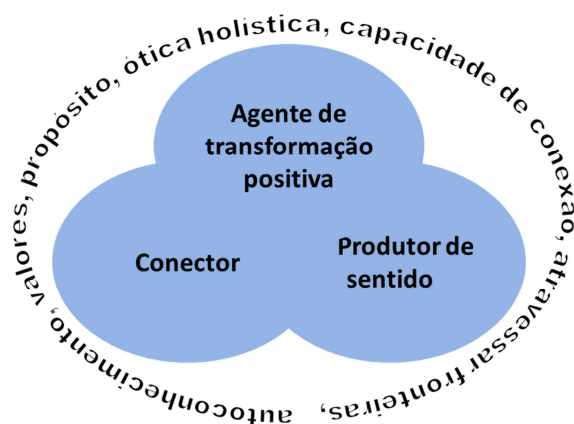 autoconhecimento, valores, propósito, ótica holística, capacidade de conexão, atravessar fronteiras,
Agente de
transformação
positiva
Conector
Produtor de
sentido